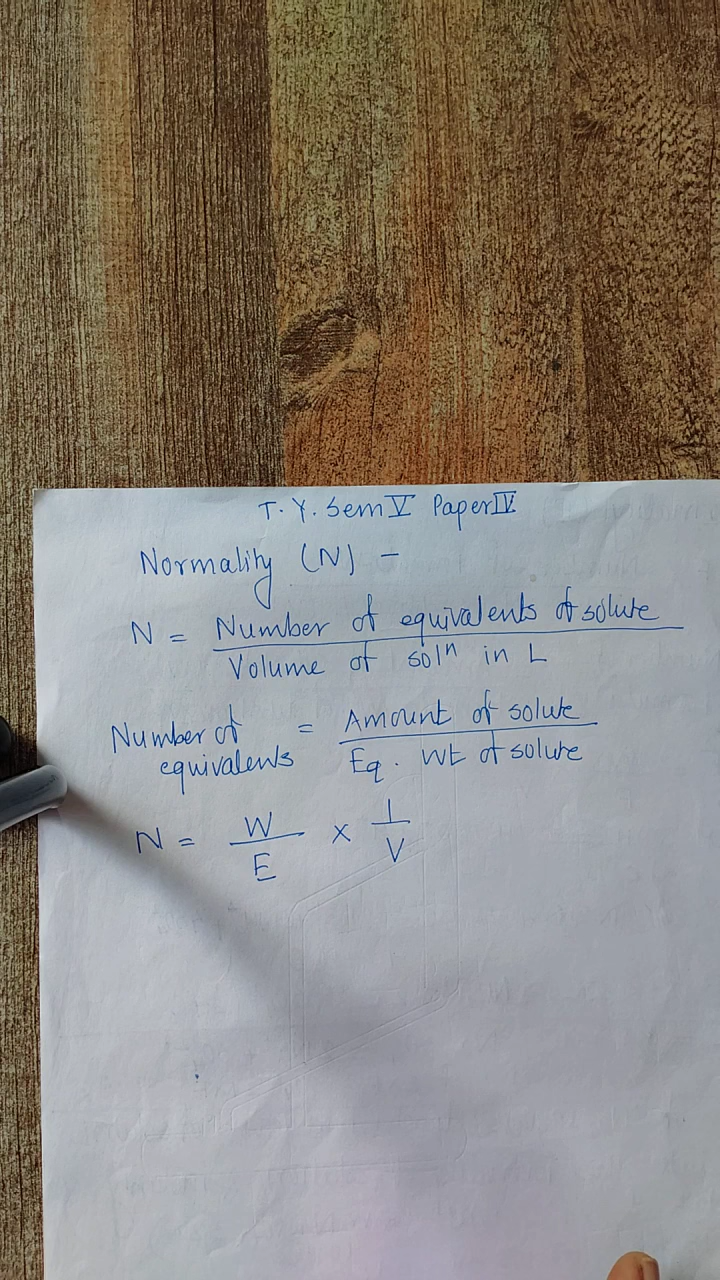 T. Y. Sem V Paper IV
Normality (N) -
N = Number of equivalents of solute
Volume of solⁿ in L
Number of equivalents = Amount of solute
Eq. Wt of solute
N = W/E × 1/V